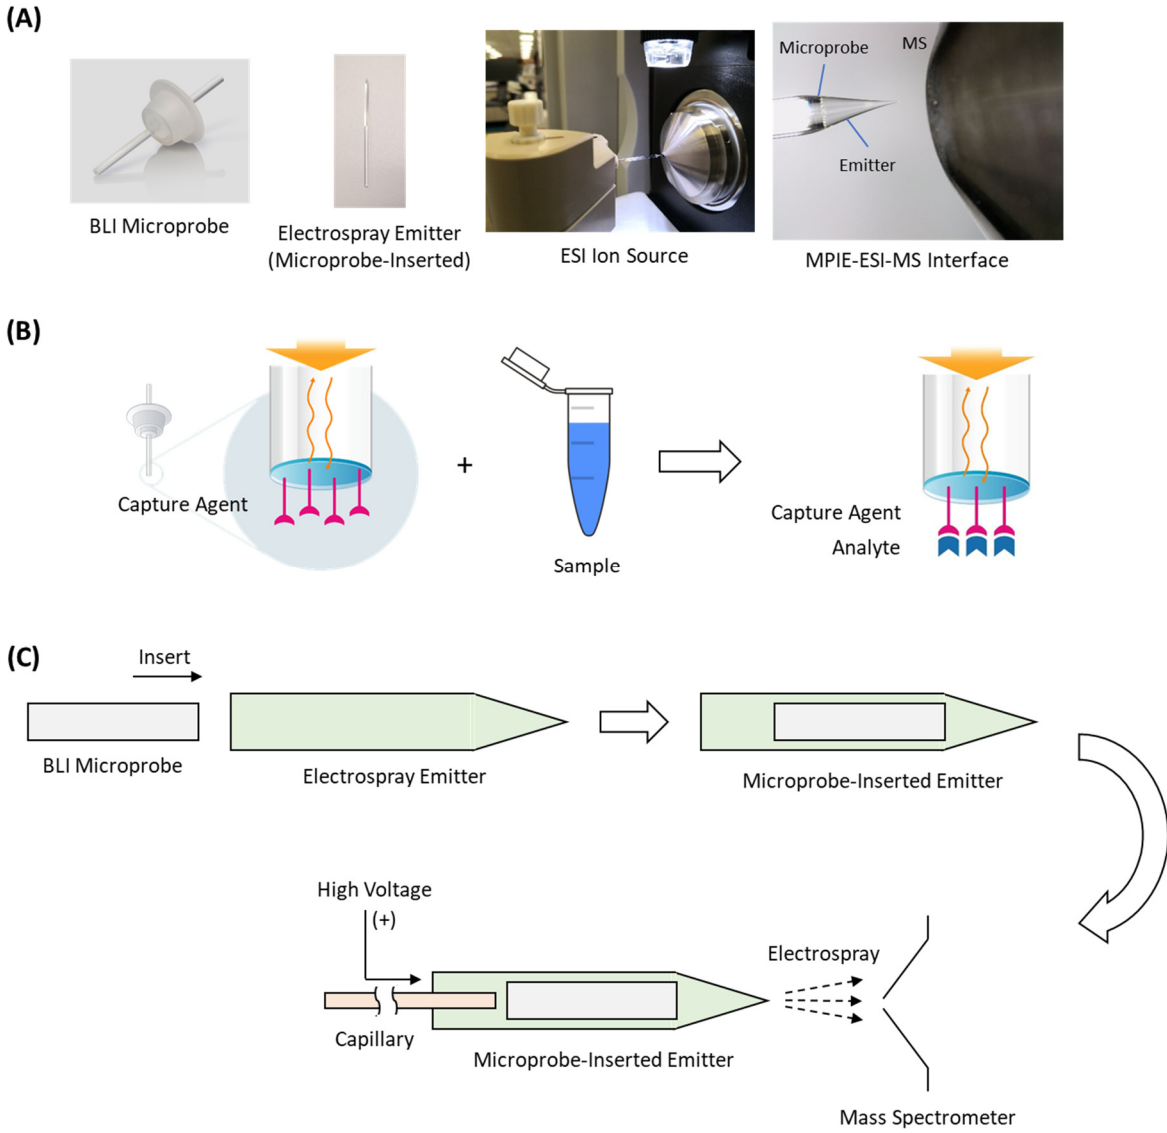 (A)
BLI Microprobe
Electrospray Emitter
(Microprobe-Inserted)
ESI Ion Source
Microprobe
MS
Emitter
MPIE-ESI-MS Interface
(B)
Capture Agent
+
Sample
Capture Agent
Analyte
(C)
Insert
BLI Microprobe
Electrospray Emitter
Microprobe-Inserted Emitter
High Voltage
(+)
Capillary
Microprobe-Inserted Emitter
Electrospray
Mass Spectrometer